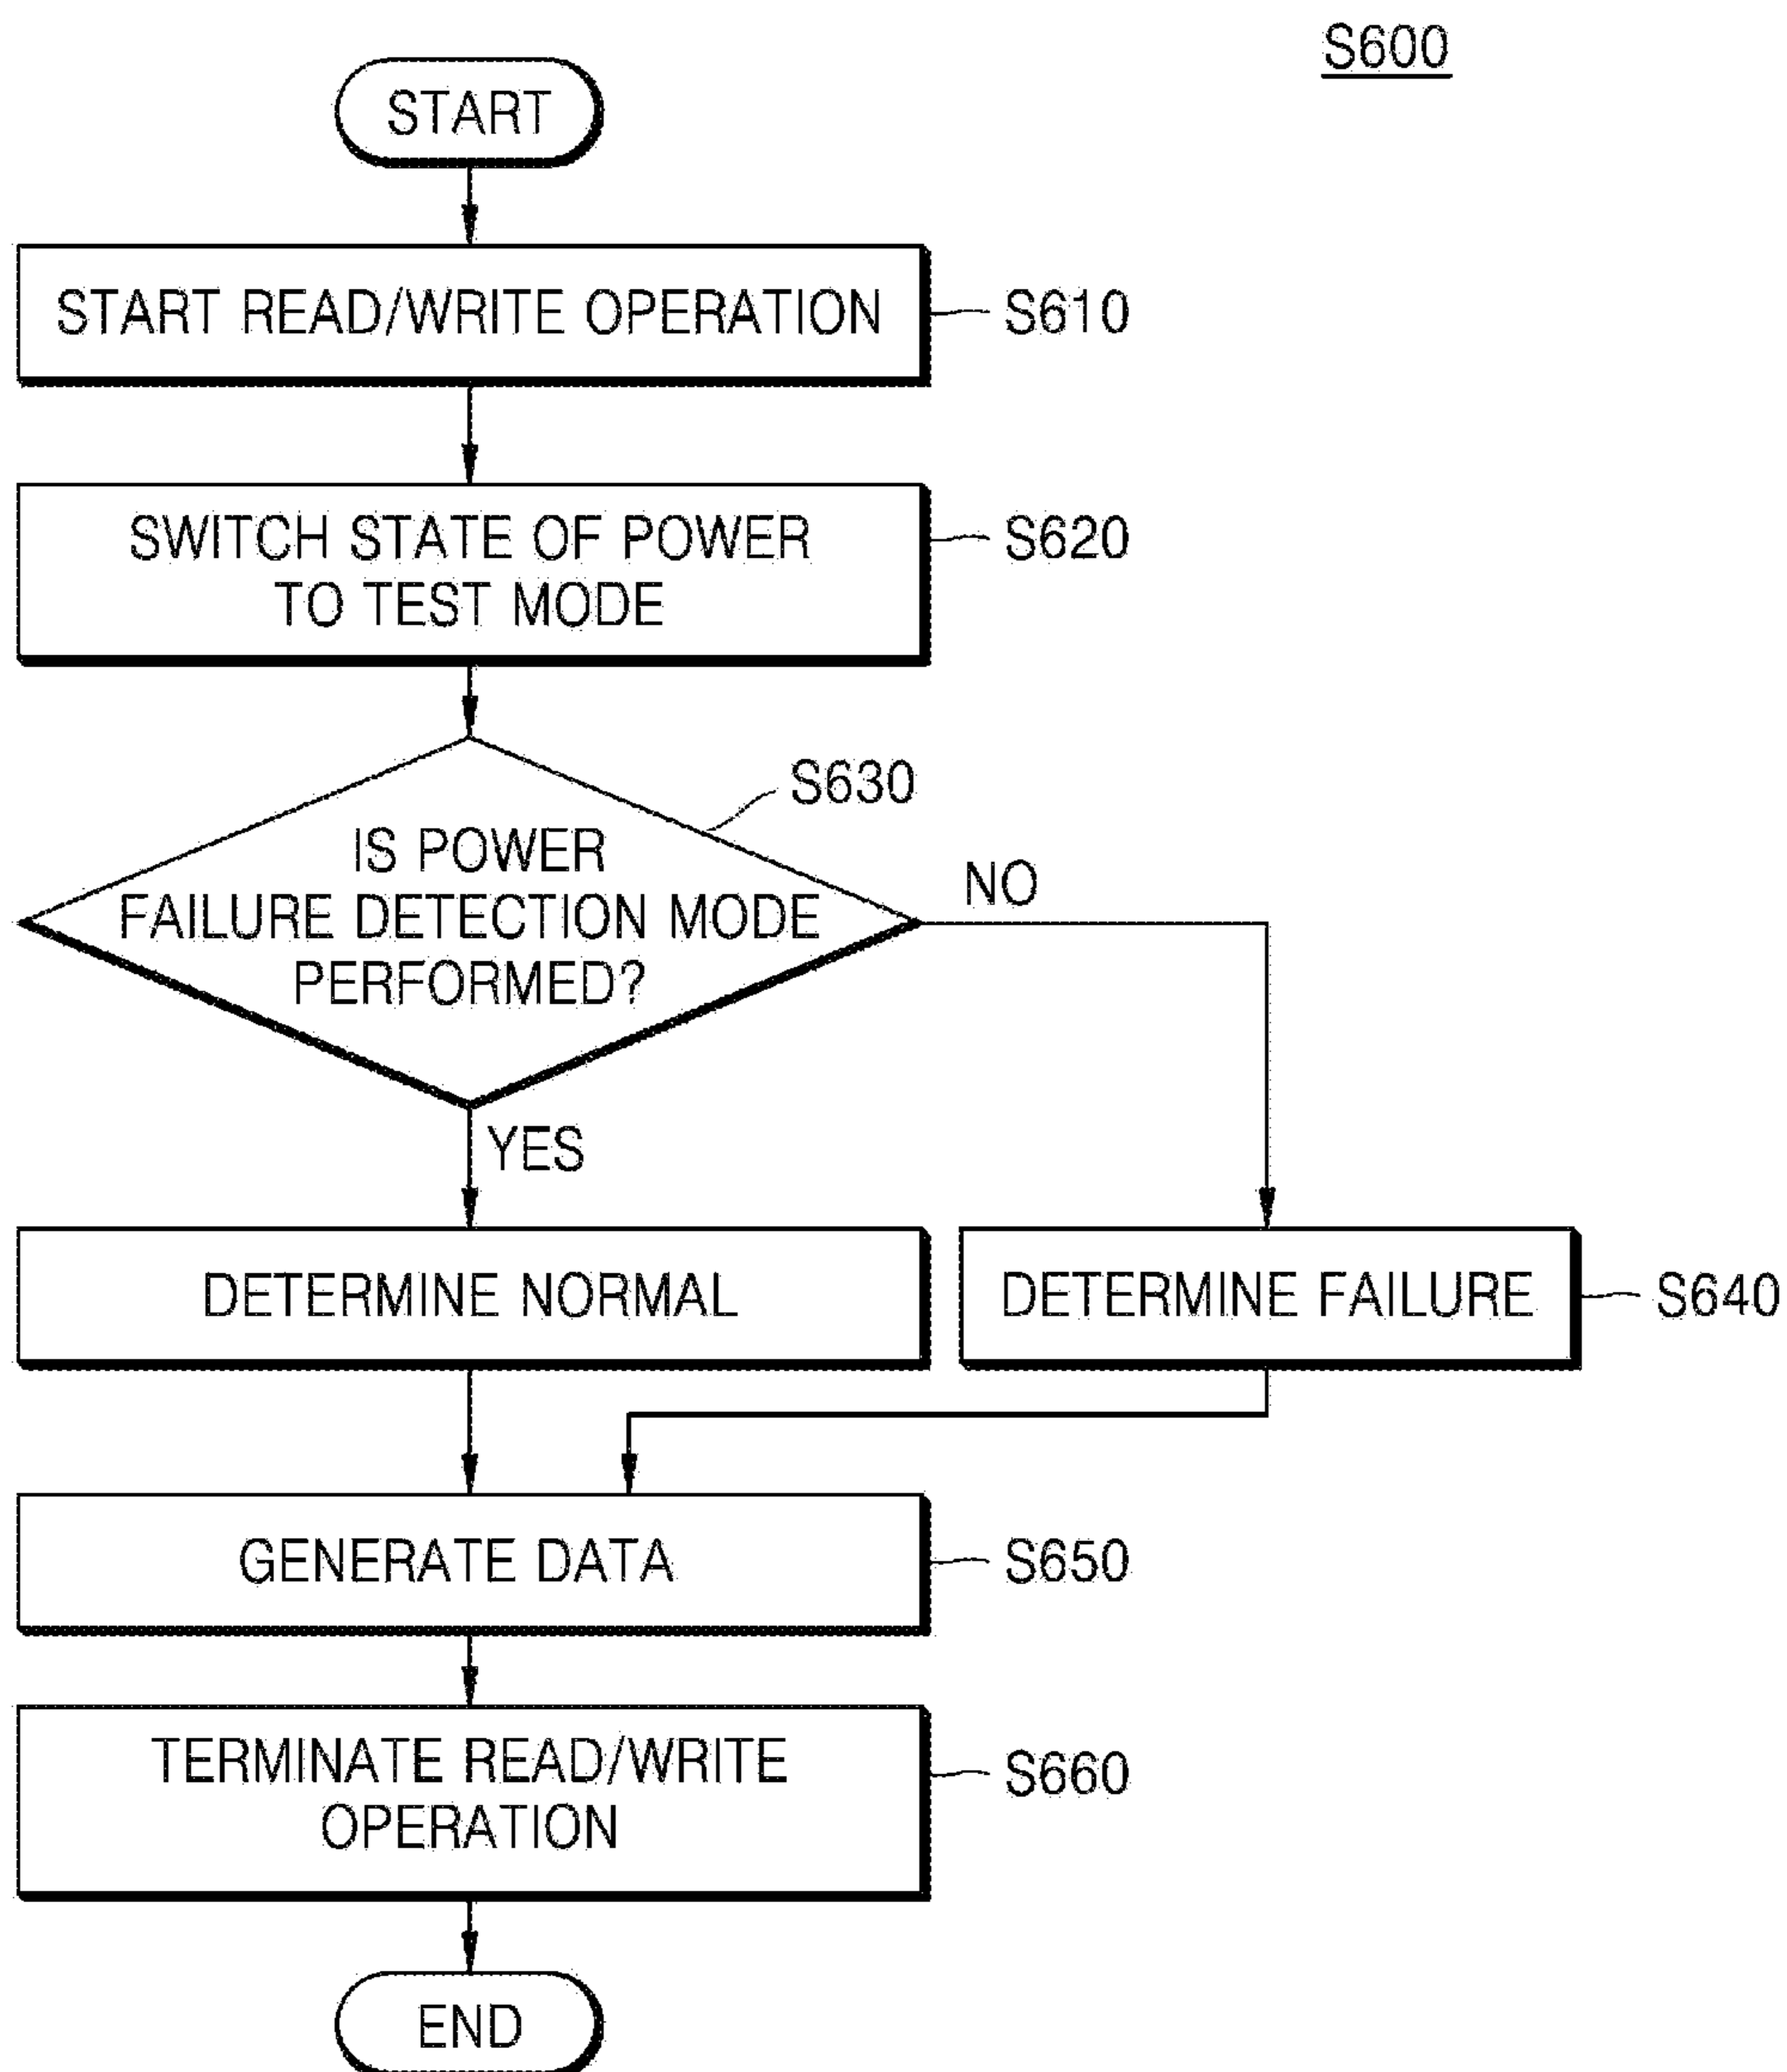 S600
START
START READ/WRITE OPERATION
S610
SWITCH STATE OF POWER
TO TEST MODE
S620
S630
IS POWER
FAILURE DETECTION MODE
PERFORMED?
NO
YES
DETERMINE NORMAL
DETERMINE FAILURE
S640
GENERATE DATA
S650
TERMINATE READ/WRITE
OPERATION
S660
END